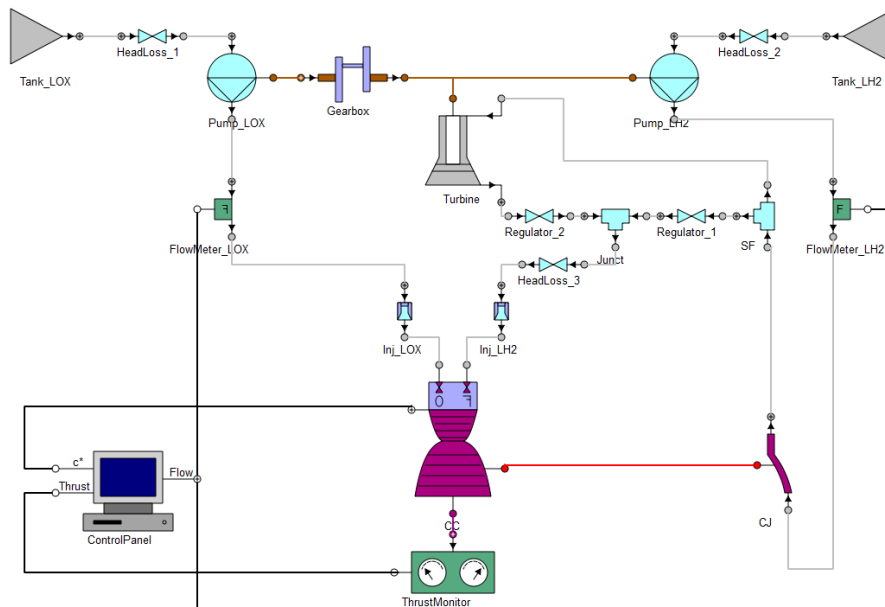 HeadLoss_1
HeadLoss_2
Tank_LOX
Tank_LH2
Gearbox
Pump_LOX
Pump_LH2
Turbine
F
F
Regulator_2
Regulator_1
SF
FlowMeter_LOX
FlowMeter_LH2
Junct
HeadLoss_3
Inj_LOX
Inj_LH2
O
F
c*
Flow
Thrust
CC
CJ
ControlPanel
ThrustMonitor